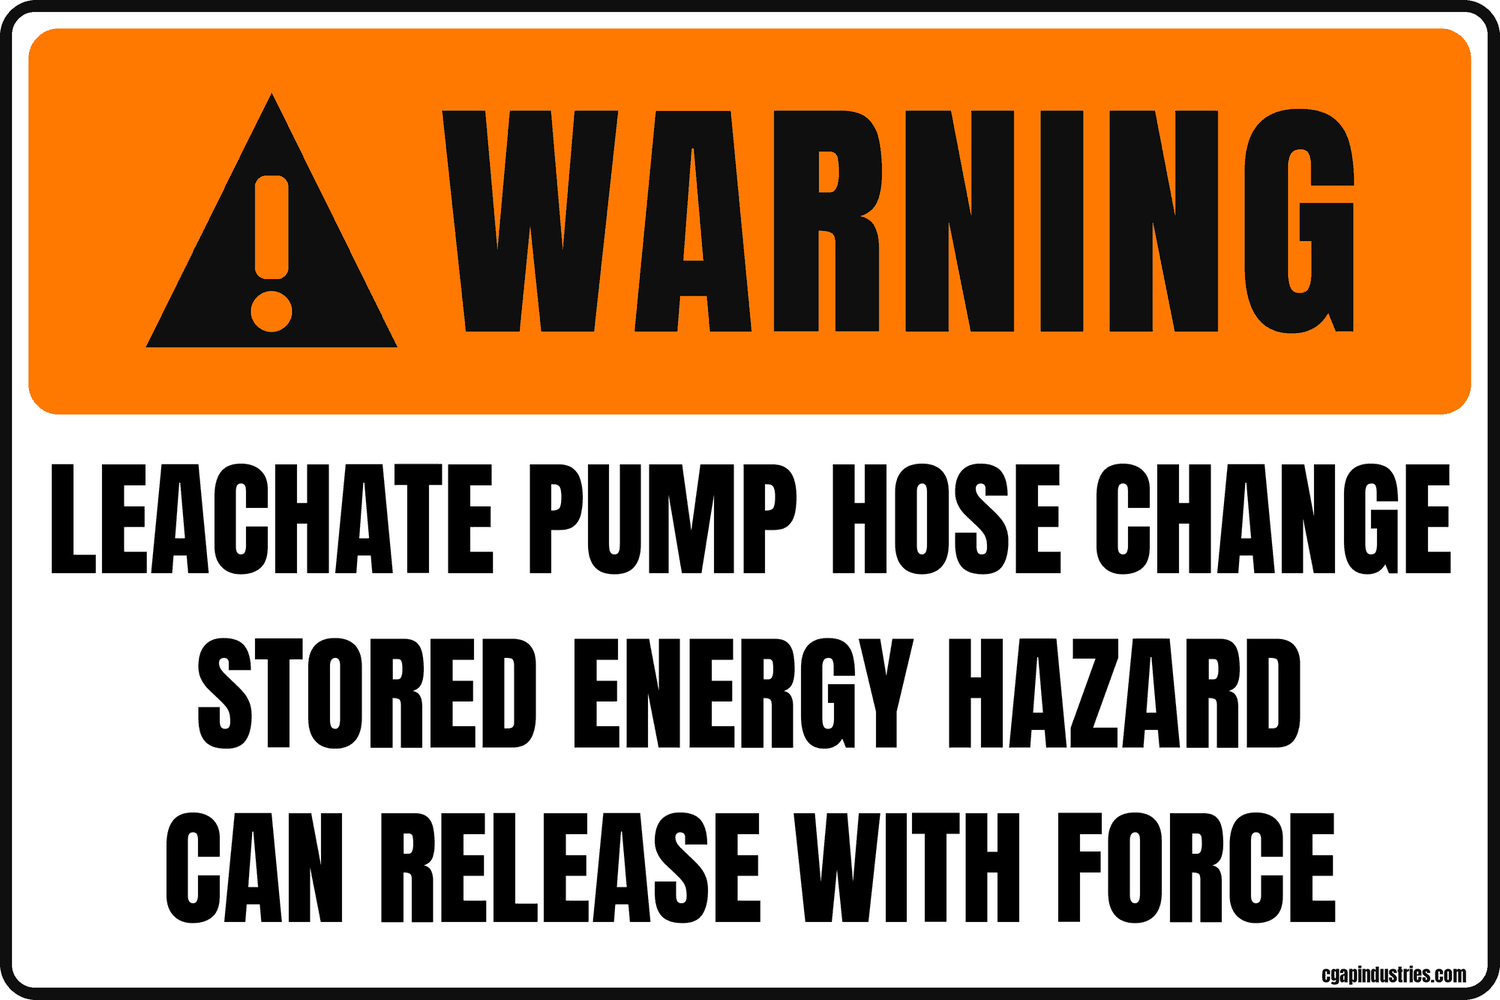 WARNING
LEACHATE PUMP HOSE CHANGE
STORED ENERGY HAZARD
CAN RELEASE WITH FORCE
cgapindustries.com